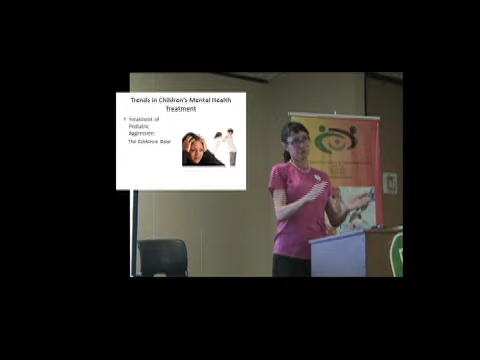 Trends in Children's Mental Health
Treatment
• Treatment of
Pediatric
Aggression:
The Evidence Base